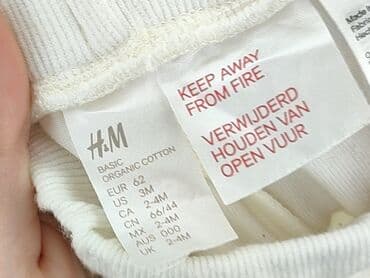 H&M
BASIC
ORGANIC COTTON
EUR 62
US 3M
CA 2-4M
CN 66/44
MX 2-4M
AUS 000
UK 2-4M
KEEP AWAY
FROM FIRE
VERWIJDERD
HOUDEN VAN
OPEN VUUR
Made